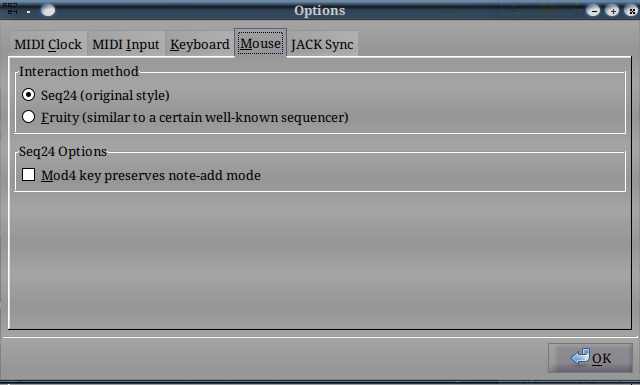 Options
MIDI Clock MIDI Input Keyboard Mouse JACK Sync
Interaction method
Seq24 (original style)
Fruity (similar to a certain well-known sequencer)
Seq24 Options
Mod4 key preserves note-add mode
OK